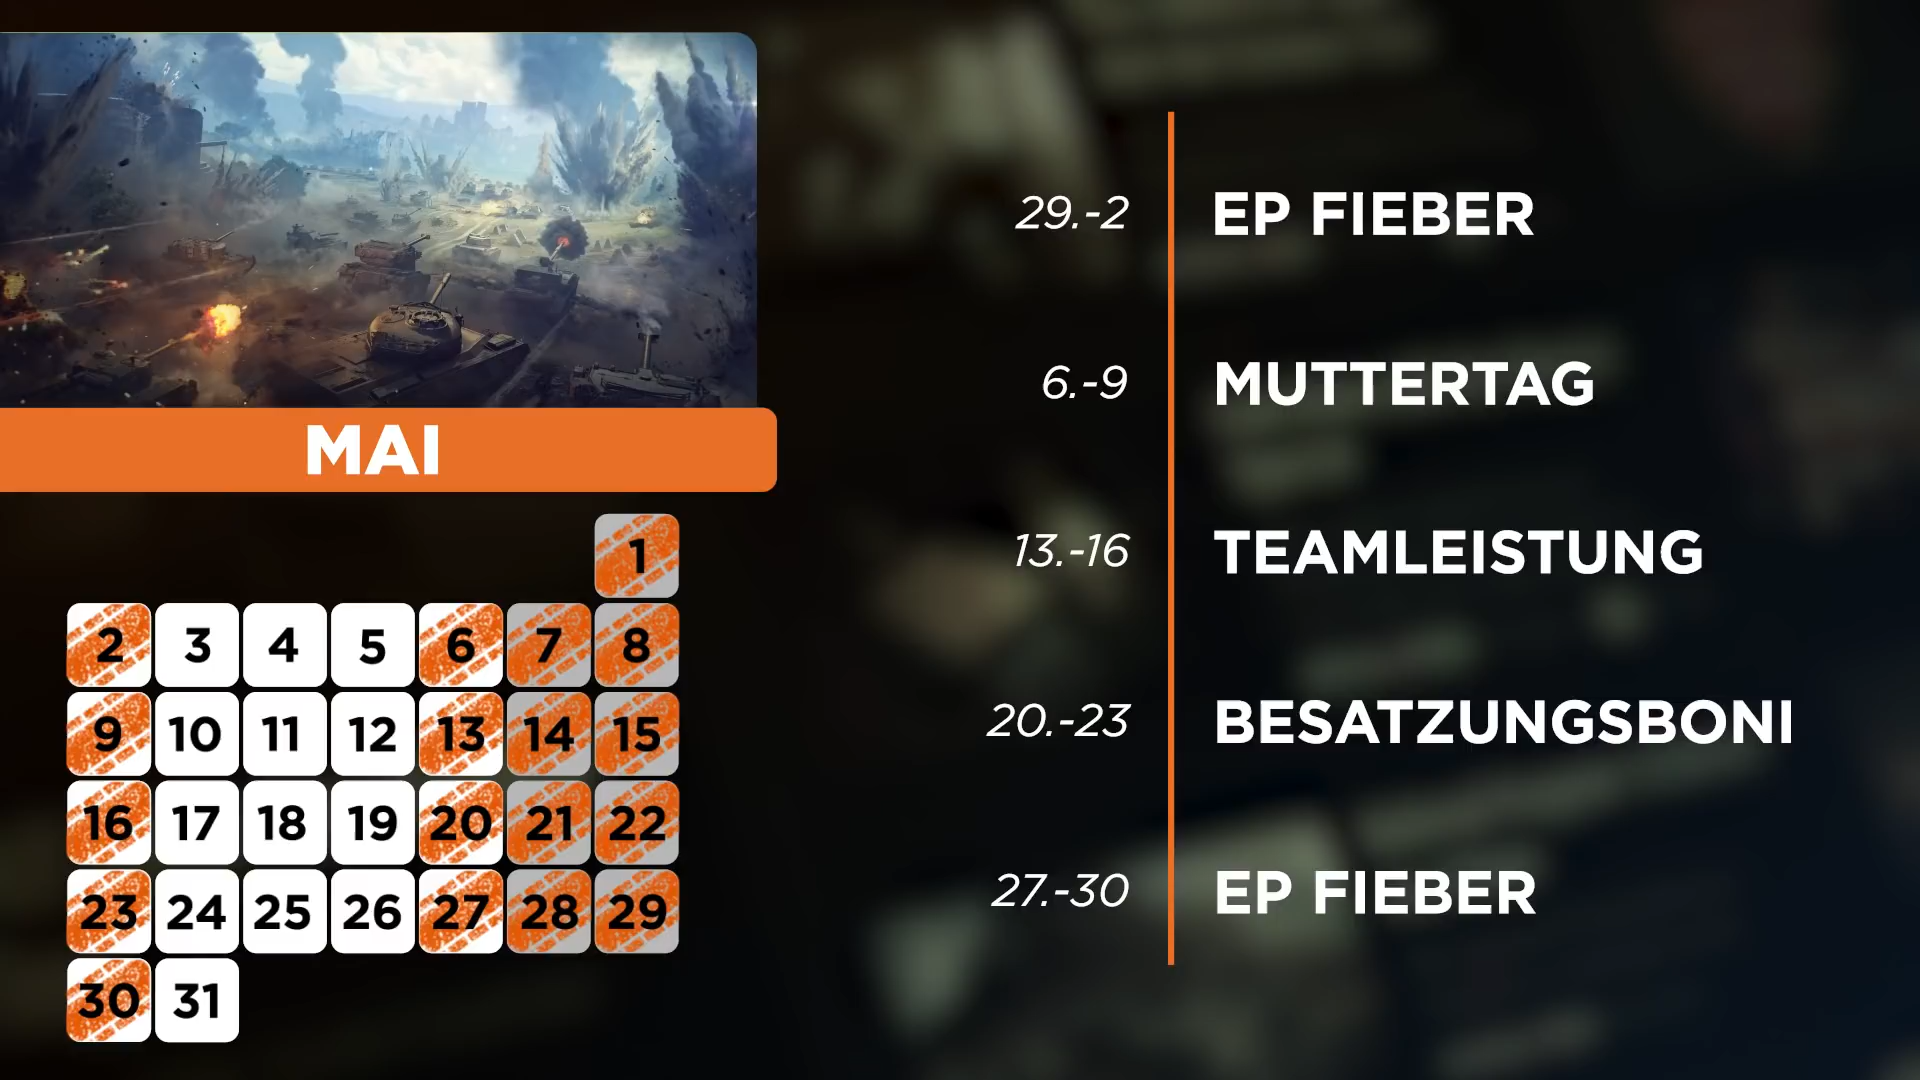 MAI
1
2 3 4 5 6 7 8
9 10 11 12 13 14 15
16 17 18 19 20 21 22
23 24 25 26 27 28 29
30 31
29.-2 EP FIEBER
6.-9 MUTTERTAG
13.-16 TEAMLEISTUNG
20.-23 BESATZUNGSBONI
27.-30 EP FIEBER